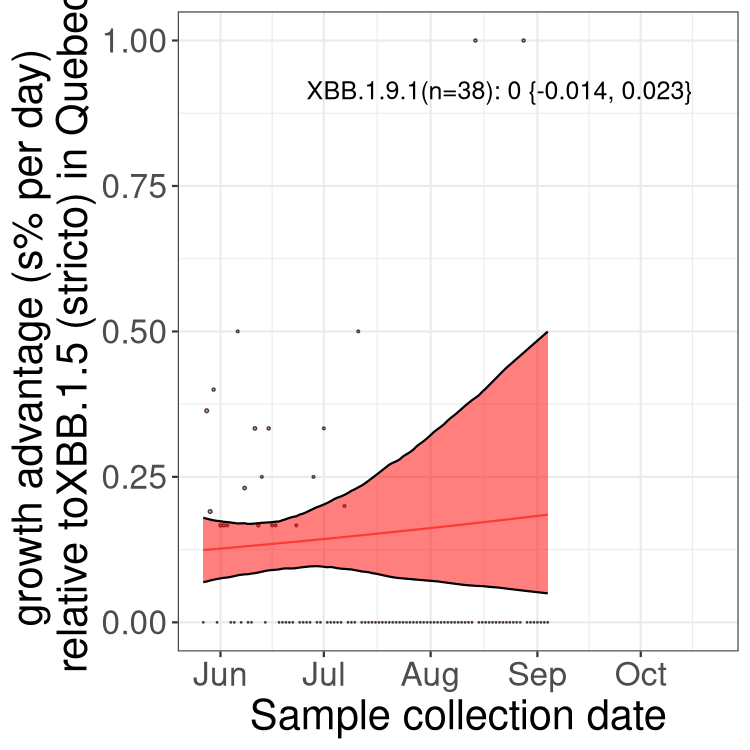 growth advantage (s% per day)
relative toXBB.1.5 (stricto) in Quebec
1.00
XBB.1.9.1(n=38): 0 {-0.014, 0.023}
0.75
0.50
0.25
0.00
Jun Jul Aug Sep Oct
Sample collection date